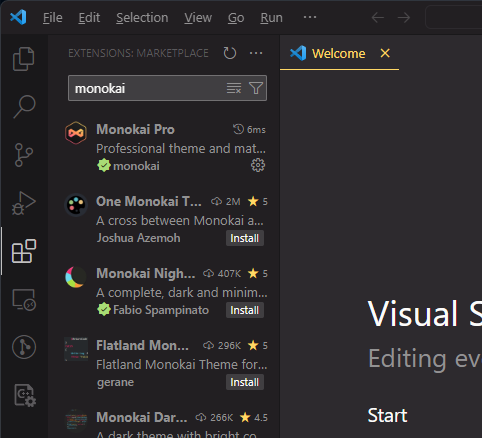 File Edit Selection View Go Run ...
EXTENSIONS: MARKETPLACE
Welcome
monokai
Monokai Pro 6ms
Professional theme and mat...
monokai
One Monokai T... 2M 5
A cross between Monokai a...
Joshua Azemoh Install
Monokai Nigh... 407K 5
A complete, dark and minim...
Fabio Spampinato Install
Flatland Mon... 296K 5
Flatland Monokai Theme for...
gerane Install
Monokai Dar... 266K 4.5
A dark theme with bright co...
Visual S
Editing ev
Start